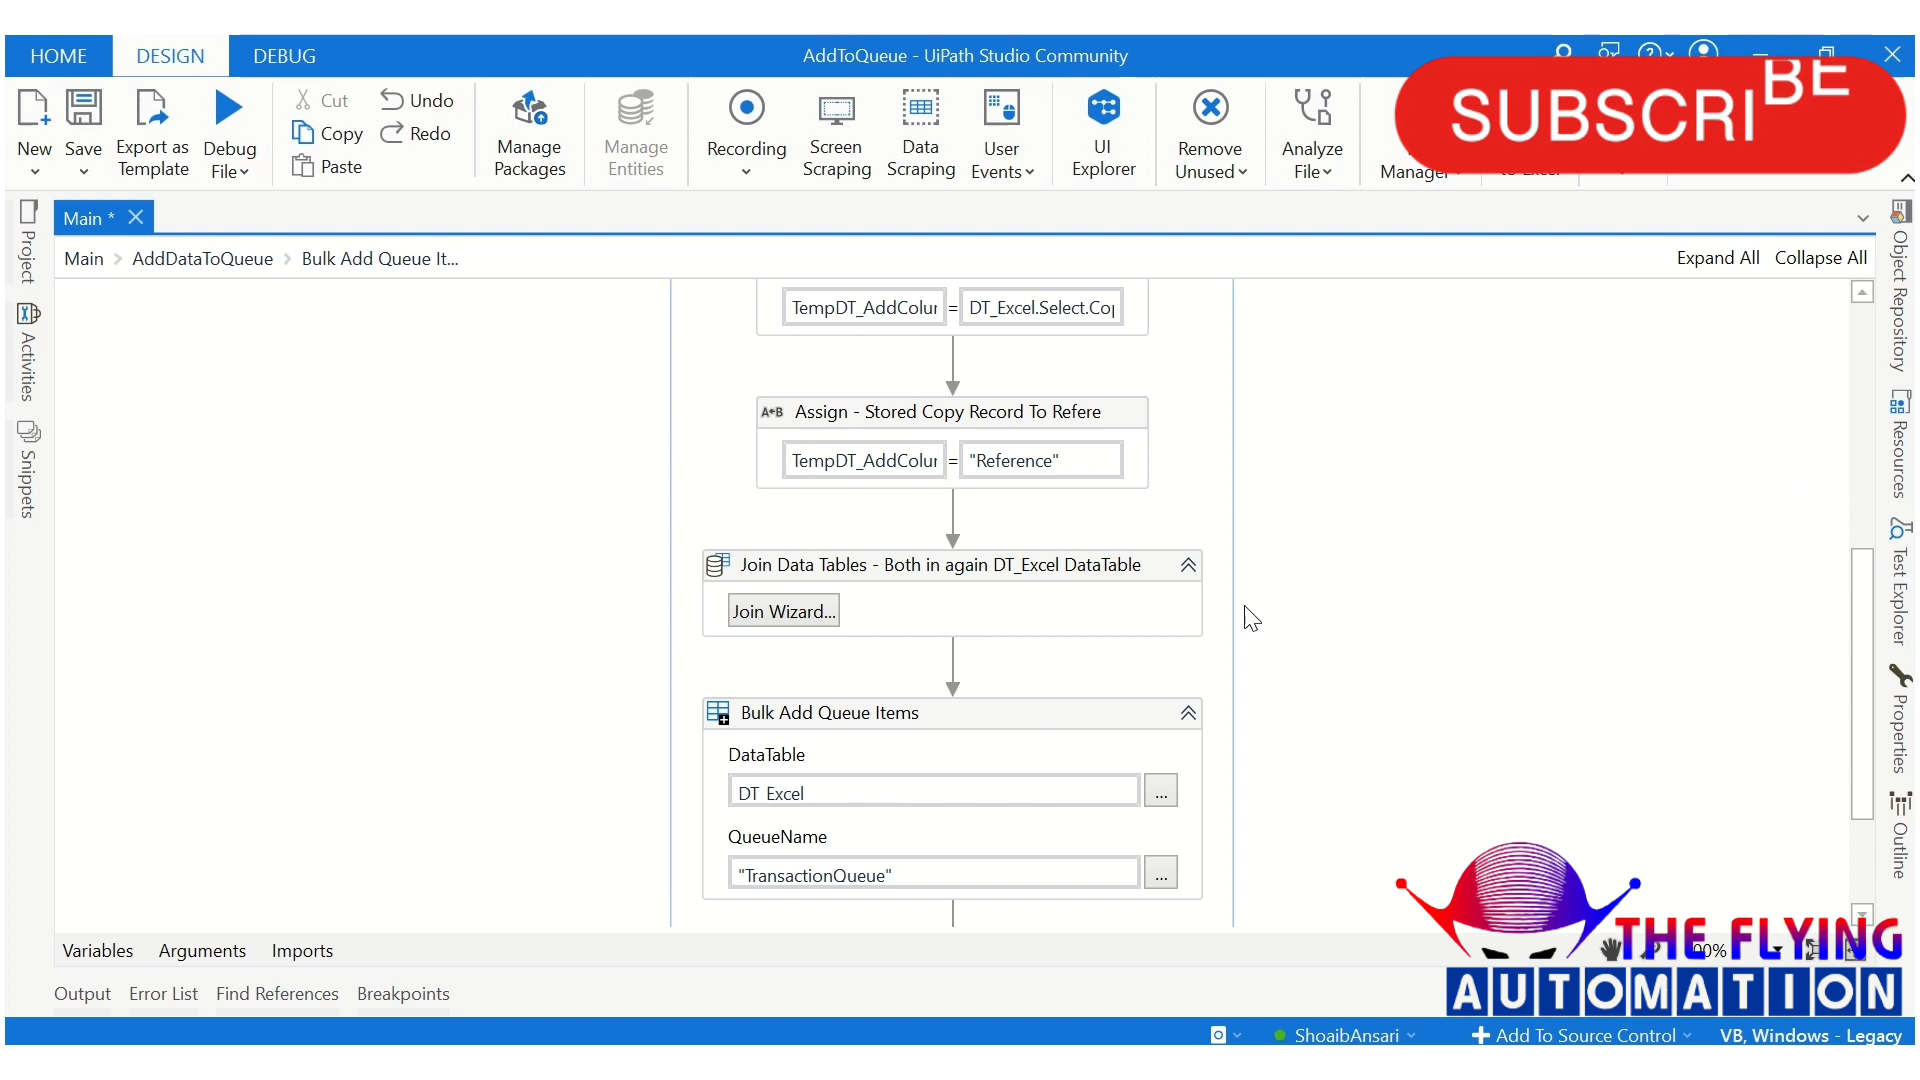 HOME DESIGN DEBUG AddToQueue - UiPath Studio Community
New Save Export as Template Debug File
Cut Copy Paste Undo Redo
Manage Packages Manage Entities Recording Screen Scraping Data Scraping User Events UI Explorer Remove Unused Analyze File Manager
SUBSCRIBE
Main *
Main AddDataToQueue Bulk Add Queue It... Expand All Collapse All
Project
Activities
Snippets
TempDT_AddColur = DT_Excel.Select.Co
A+B Assign - Stored Copy Record To Refere
TempDT_AddColur = "Reference"
Join Data Tables - Both in again DT_Excel DataTable
Join Wizard...
Bulk Add Queue Items
DataTable
DT_Excel ...
QueueName
"TransactionQueue" ...
Object Repository
Resources
Test Explorer
Properties
Outline
Variables Arguments Imports
Output Error List Find References Breakpoints
THE FLYING
AUTOMATION
ShoaibAnsari Add To Source Control VB, Windows - Legacy